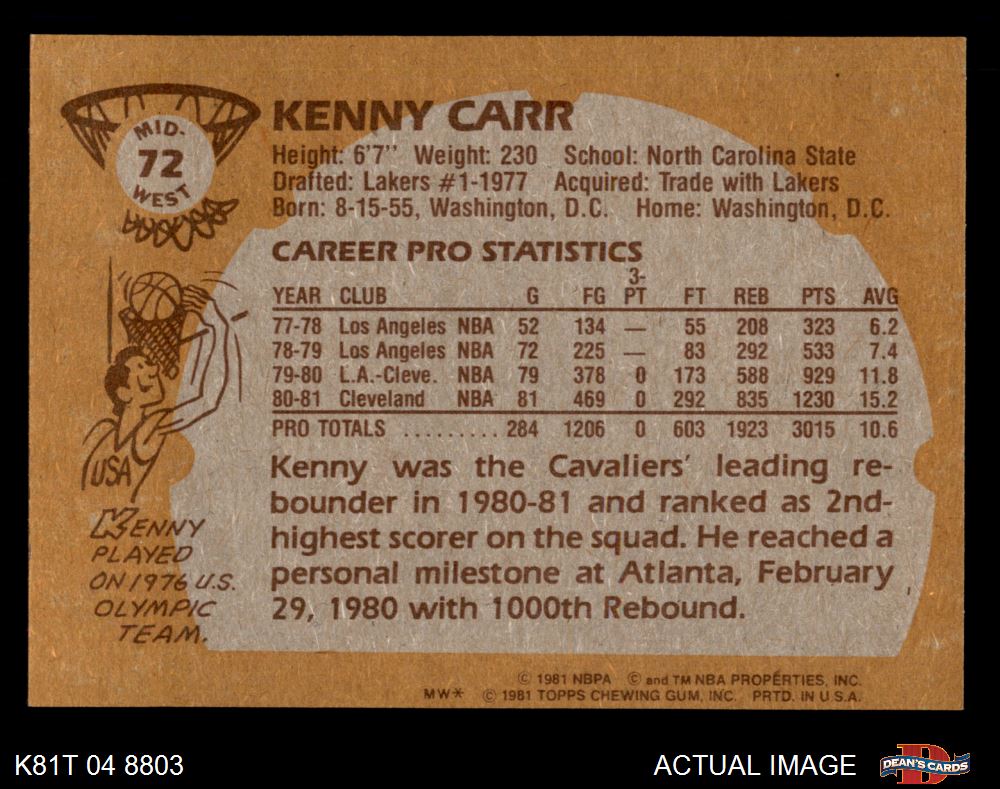 MID-
72
WEST
KENNY CARR
Height: 6'7" Weight: 230 School: North Carolina State
Drafted: Lakers #1-1977 Acquired: Trade with Lakers
Born: 8-15-55, Washington, D.C. Home: Washington, D.C.
CAREER PRO STATISTICS
YEAR CLUB G FG 3-PT FT REB PTS AVG
77-78 Los Angeles NBA 52 134 — 55 208 323 6.2
78-79 Los Angeles NBA 72 225 — 83 292 533 7.4
79-80 L.A.-Cleve. NBA 79 378 0 173 588 929 11.8
80-81 Cleveland NBA 81 469 0 292 835 1230 15.2
PRO TOTALS ......... 284 1206 0 603 1923 3015 10.6
Kenny was the Cavaliers' leading re-
bounder in 1980-81 and ranked as 2nd-
highest scorer on the squad. He reached a
personal milestone at Atlanta, February
29, 1980 with 1000th Rebound.
USA
KENNY
PLAYED
ON 1976 U.S.
OLYMPIC
TEAM.
© 1981 NBPA © and TM NBA PROPERTIES, INC.
MW* © 1981 TOPPS CHEWING GUM, INC. PRTD. IN U.S.A.
K81T 04 8803
ACTUAL IMAGE
DEAN'S CARDS